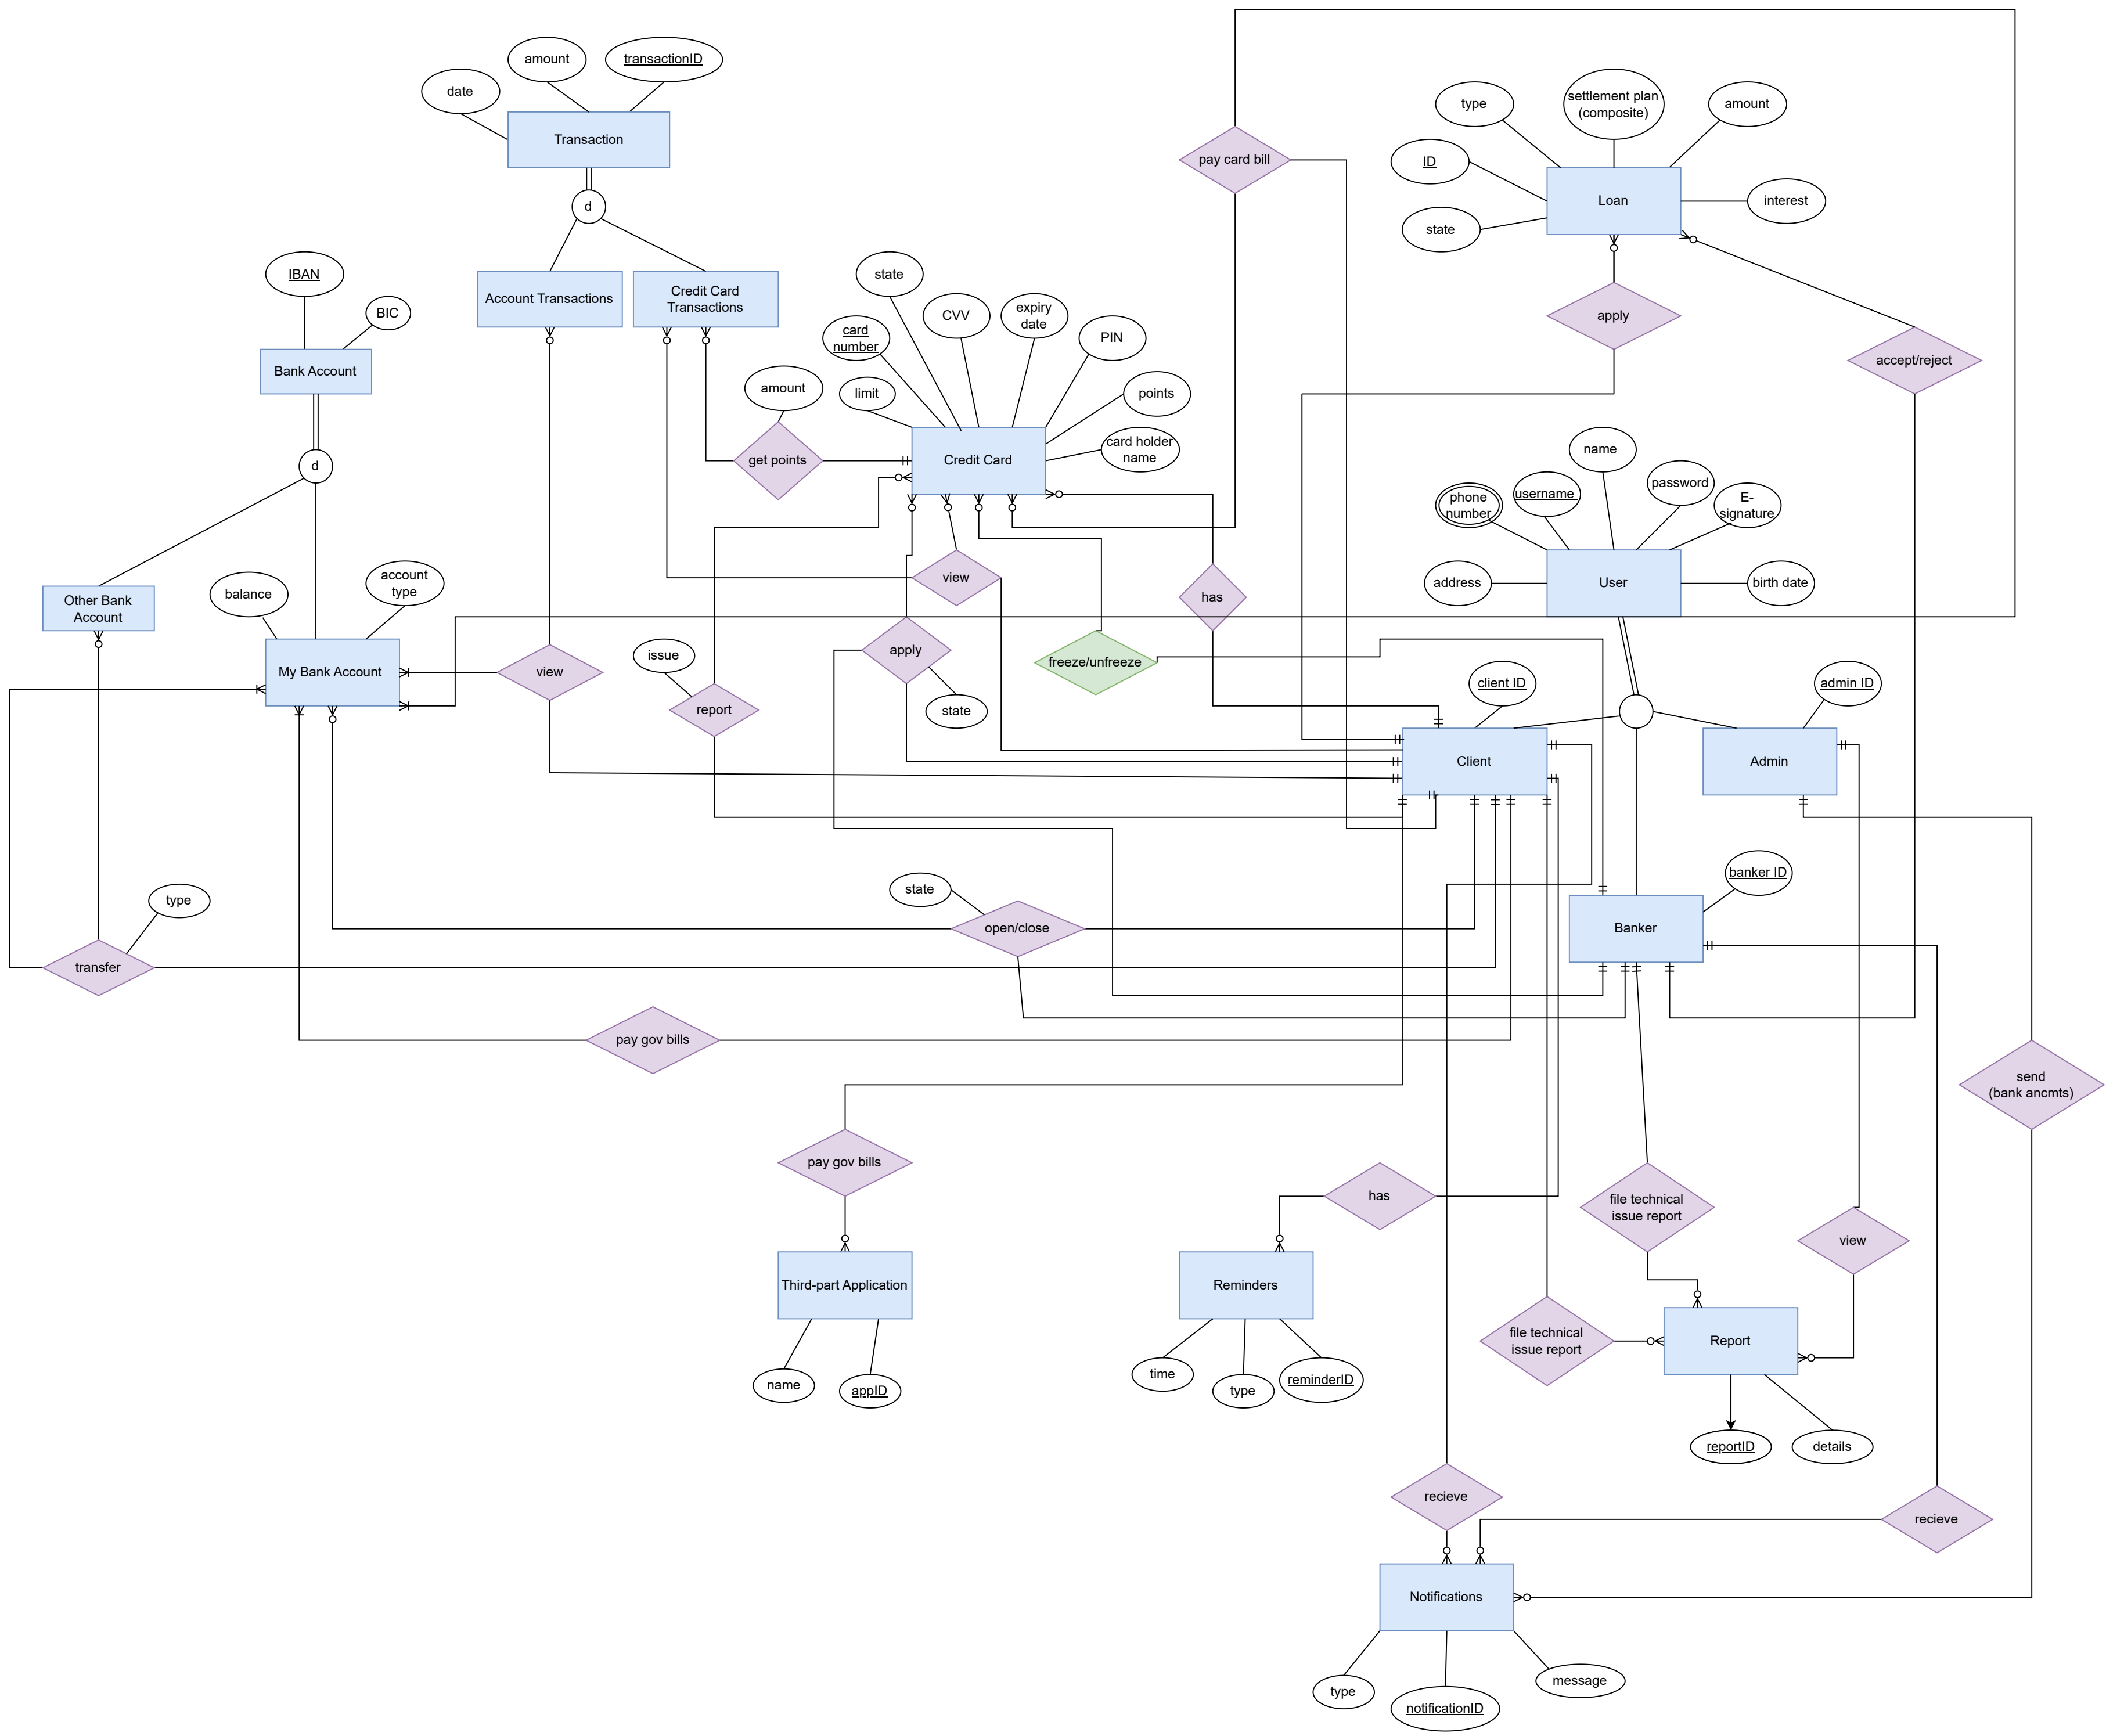 amount
transactionID
date
Transaction
d
pay card bill
type
settlement plan
(composite)
amount
ID
Loan
interest
state
IBAN
BIC
Account Transactions
Credit Card
Transactions
state
CVV
expiry
date
card
number
PIN
apply
accept/reject
Bank Account
amount
limit
points
card holder
name
get points
Credit Card
d
name
phone
number
username
password
E-
signature
address
User
birth date
Other Bank
Account
balance
account
type
view
has
My Bank Account
view
issue
apply
freeze/unfreeze
report
state
client ID
admin ID
Client
Admin
type
state
open/close
banker ID
Banker
transfer
pay gov bills
send
(bank ancmts)
pay gov bills
has
file technical
issue report
view
Third-part Application
Reminders
file technical
issue report
Report
name
appID
time
type
reminderID
reportID
details
recieve
recieve
Notifications
type
notificationID
message